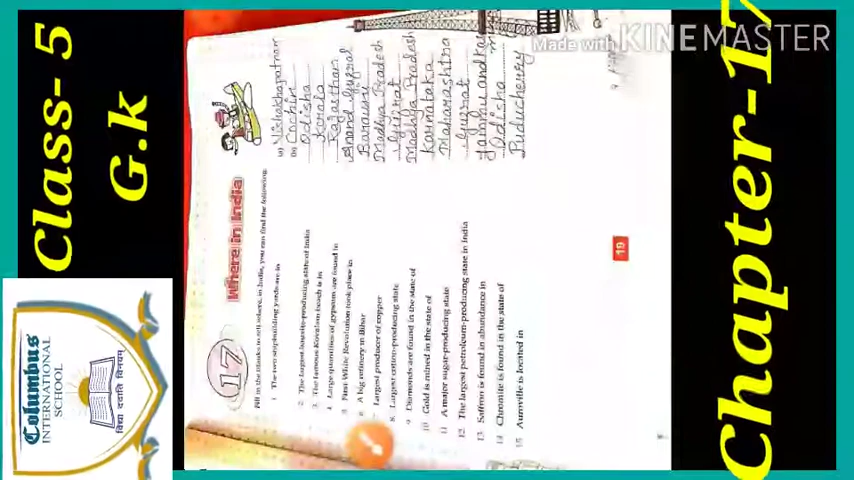 Class-5
G.k
Columbus'
INTERNATIONAL
SCHOOL
विद्या ददाति विनयम्
Made with KINEMASTER
17
Where in India
Fill in the blanks to tell where, in India, you can find the following.
1 The two shipbuilding yards are in
a) Vishakhapatnam
(b) Cochin
2 The largest bauxite-producing state of India
Odisha
3 The famous Kovalam beach is in
Kerala
4 Large quantities of gypsum are found in
Rajasthan
5 First White Revolution took place in
Anand Gujrat
6 A big refinery in Bihar
Barauni
7 Largest producer of copper
Madhya Pradesh
8 Largest cotton-producing state
Gujrat
9 Diamonds are found in the state of
Madhya Pradesh
10 Gold is mined in the state of
Karnataka
11 A major sugar-producing state
Maharashtra
12 The largest petroleum-producing state in India
Gujrat
13 Saffron is found in abundance in
Jammu and Kas
14 Chromite is found in the state of
Odisha
15 Auroville is located in
Puducherry
19
Chapter-17